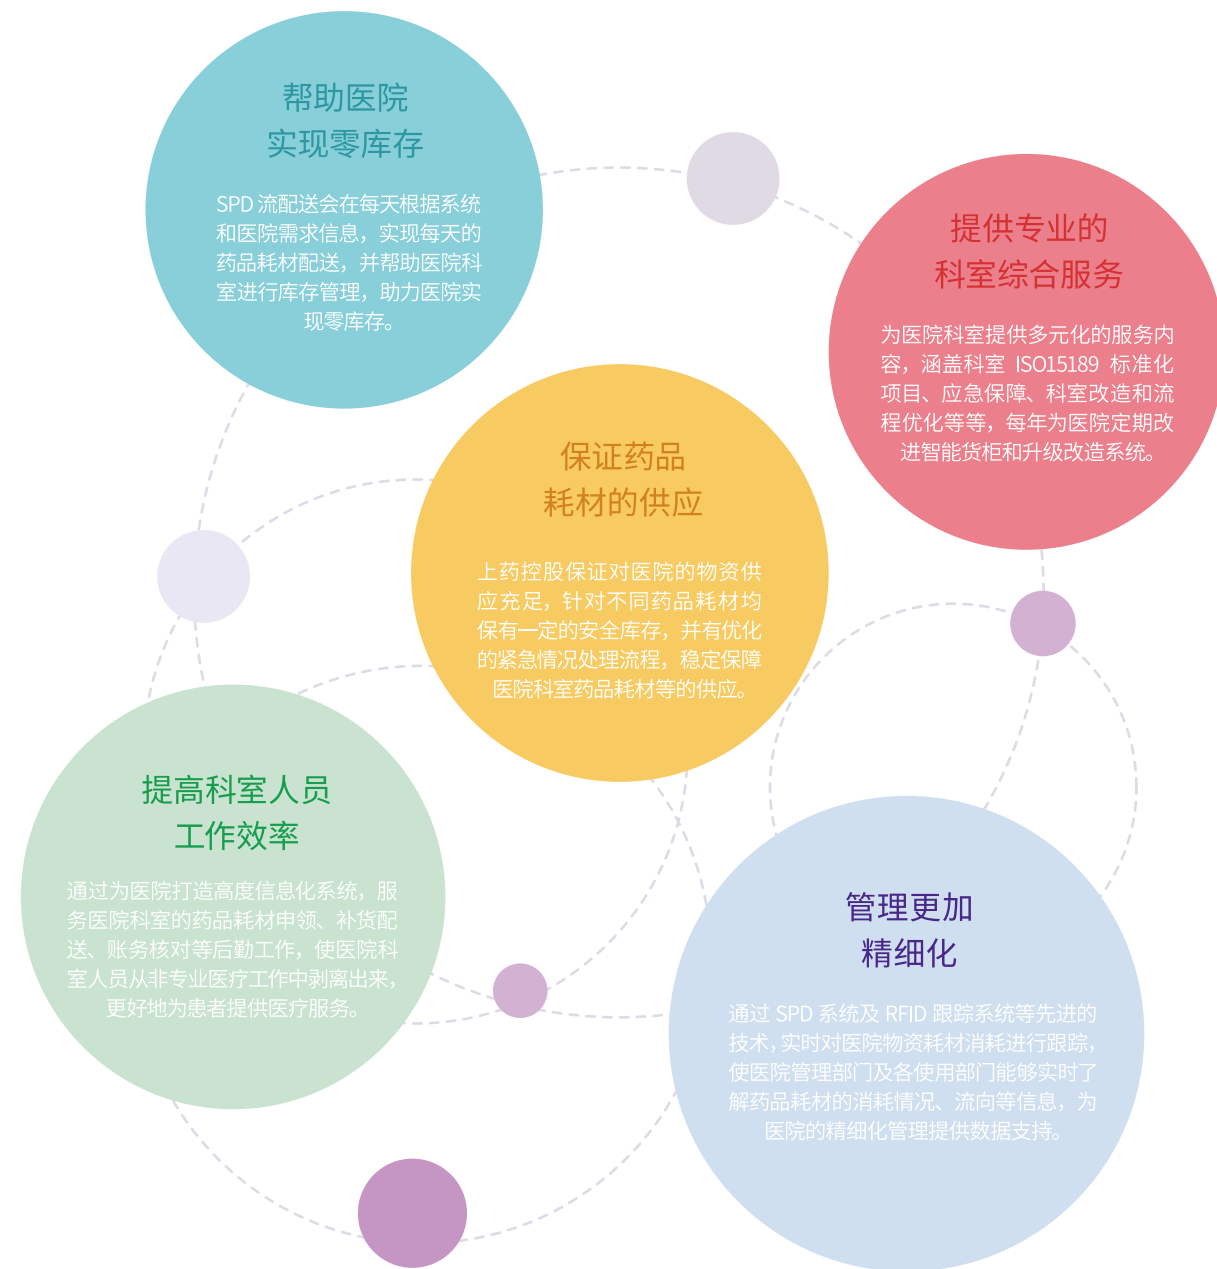 帮助医院
实现零库存
SPD 流配送会在每天根据系统
和医院需求信息，实现每天的
药品耗材配送，并帮助医院科
室进行库存管理，助力医院实
现零库存。
提供专业的
科室综合服务
为医院科室提供多元化的服务内
容，涵盖科室 ISO15189 标准化
项目、应急保障、科室改造和流
程优化等等，每年为医院定期改
进智能货柜和升级改造系统。
保证药品
耗材的供应
上药控股保证对医院的物资供
应充足，针对不同药品耗材均
保有一定的安全库存，并有优化
的紧急情况处理流程，稳定保障
医院科室药品耗材等的供应。
提高科室人员
工作效率
通过为医院打造高度信息化系统，服
务医院科室的药品耗材申领、补货配
送、账务核对等后勤工作，使医院科
室人员从非专业医疗工作中剥离出来，
更好地为患者提供医疗服务。
管理更加
精细化
通过 SPD 系统及 RFID 跟踪系统等先进的
技术，实时对医院物资耗材消耗进行跟踪，
使医院管理部门及各使用部门能够实时了
解药品耗材的消耗情况、流向等信息，为
医院的精细化管理提供数据支持。